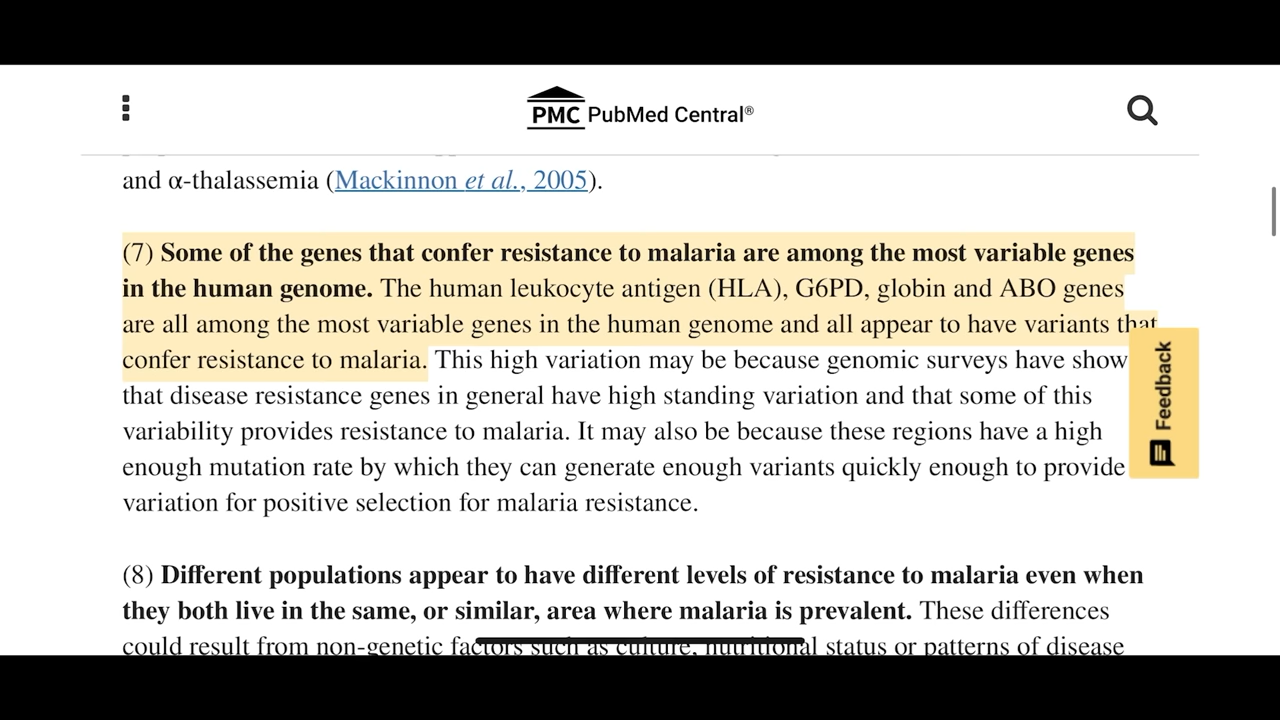 PMC PubMed Central®
and α-thalassemia (Mackinnon et al., 2005).
(7) Some of the genes that confer resistance to malaria are among the most variable genes
in the human genome. The human leukocyte antigen (HLA), G6PD, globin and ABO genes
are all among the most variable genes in the human genome and all appear to have variants that
confer resistance to malaria. This high variation may be because genomic surveys have show
that disease resistance genes in general have high standing variation and that some of this
variability provides resistance to malaria. It may also be because these regions have a high
enough mutation rate by which they can generate enough variants quickly enough to provide
variation for positive selection for malaria resistance.
Feedback
(8) Different populations appear to have different levels of resistance to malaria even when
they both live in the same, or similar, area where malaria is prevalent. These differences
could result from non-genetic factors such as culture, nutritional status or patterns of disease